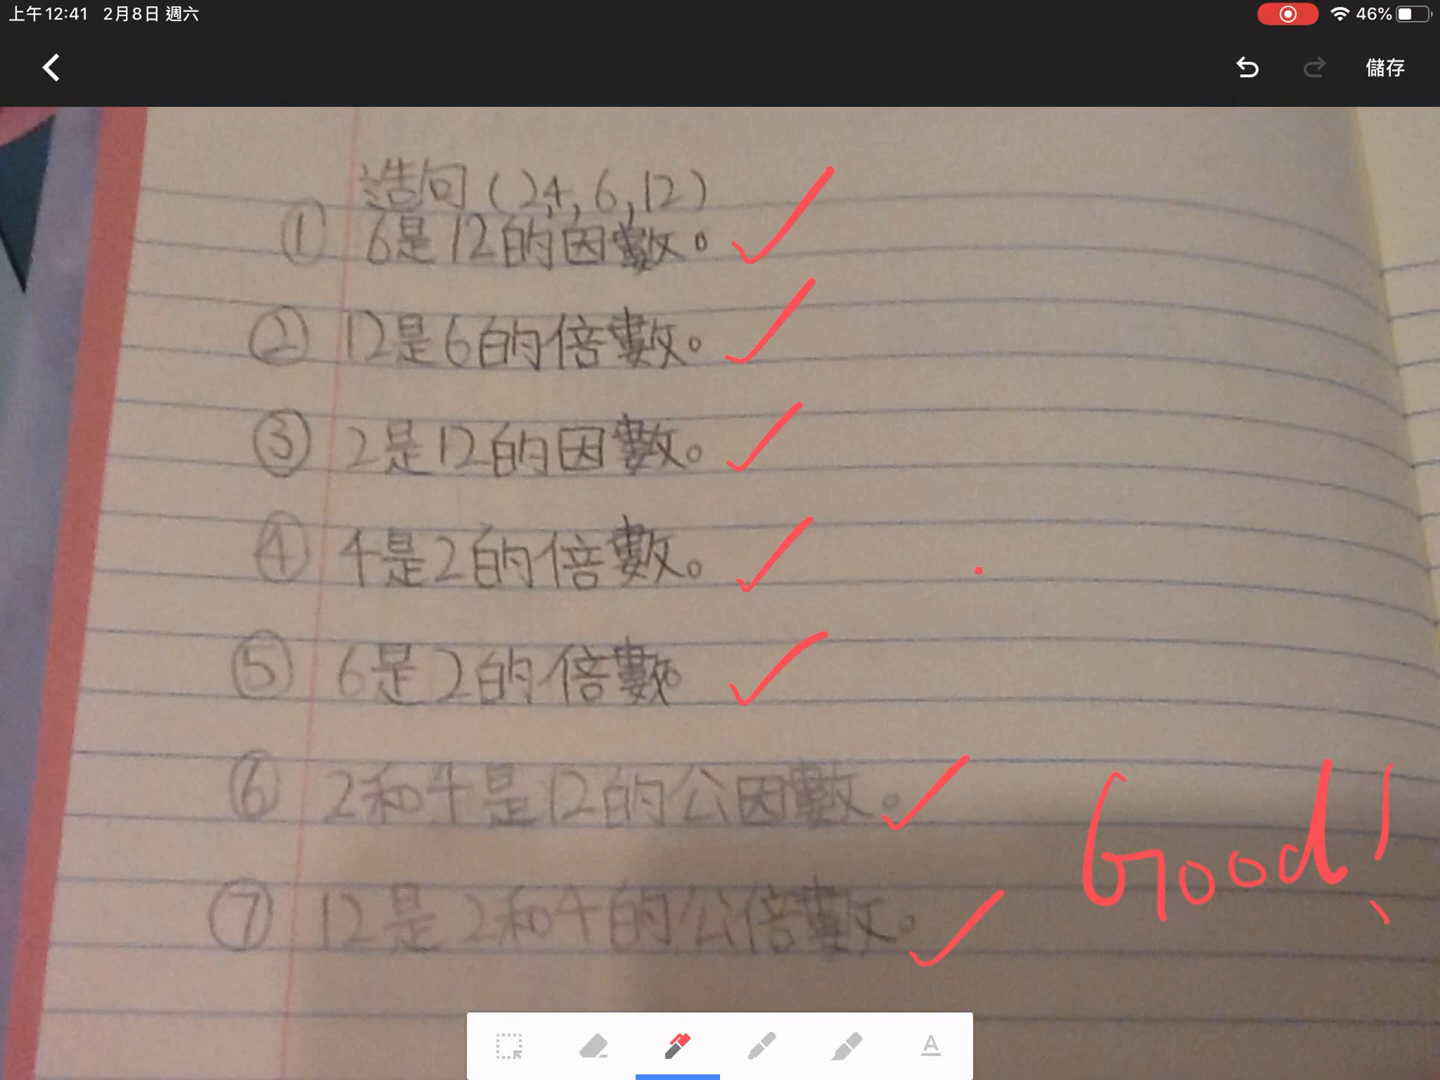 上午12:41 2月8日 週六 46%
儲存
造句(24,6,12)
① 6是12的因數。
② 12是6的倍數。
③ 2是12的因數。
④ 4是2的倍數。
⑤ 6是2的倍數。
⑥ 2和4是12的公因數。
⑦ 12是2和4的公倍數。
Good!
A